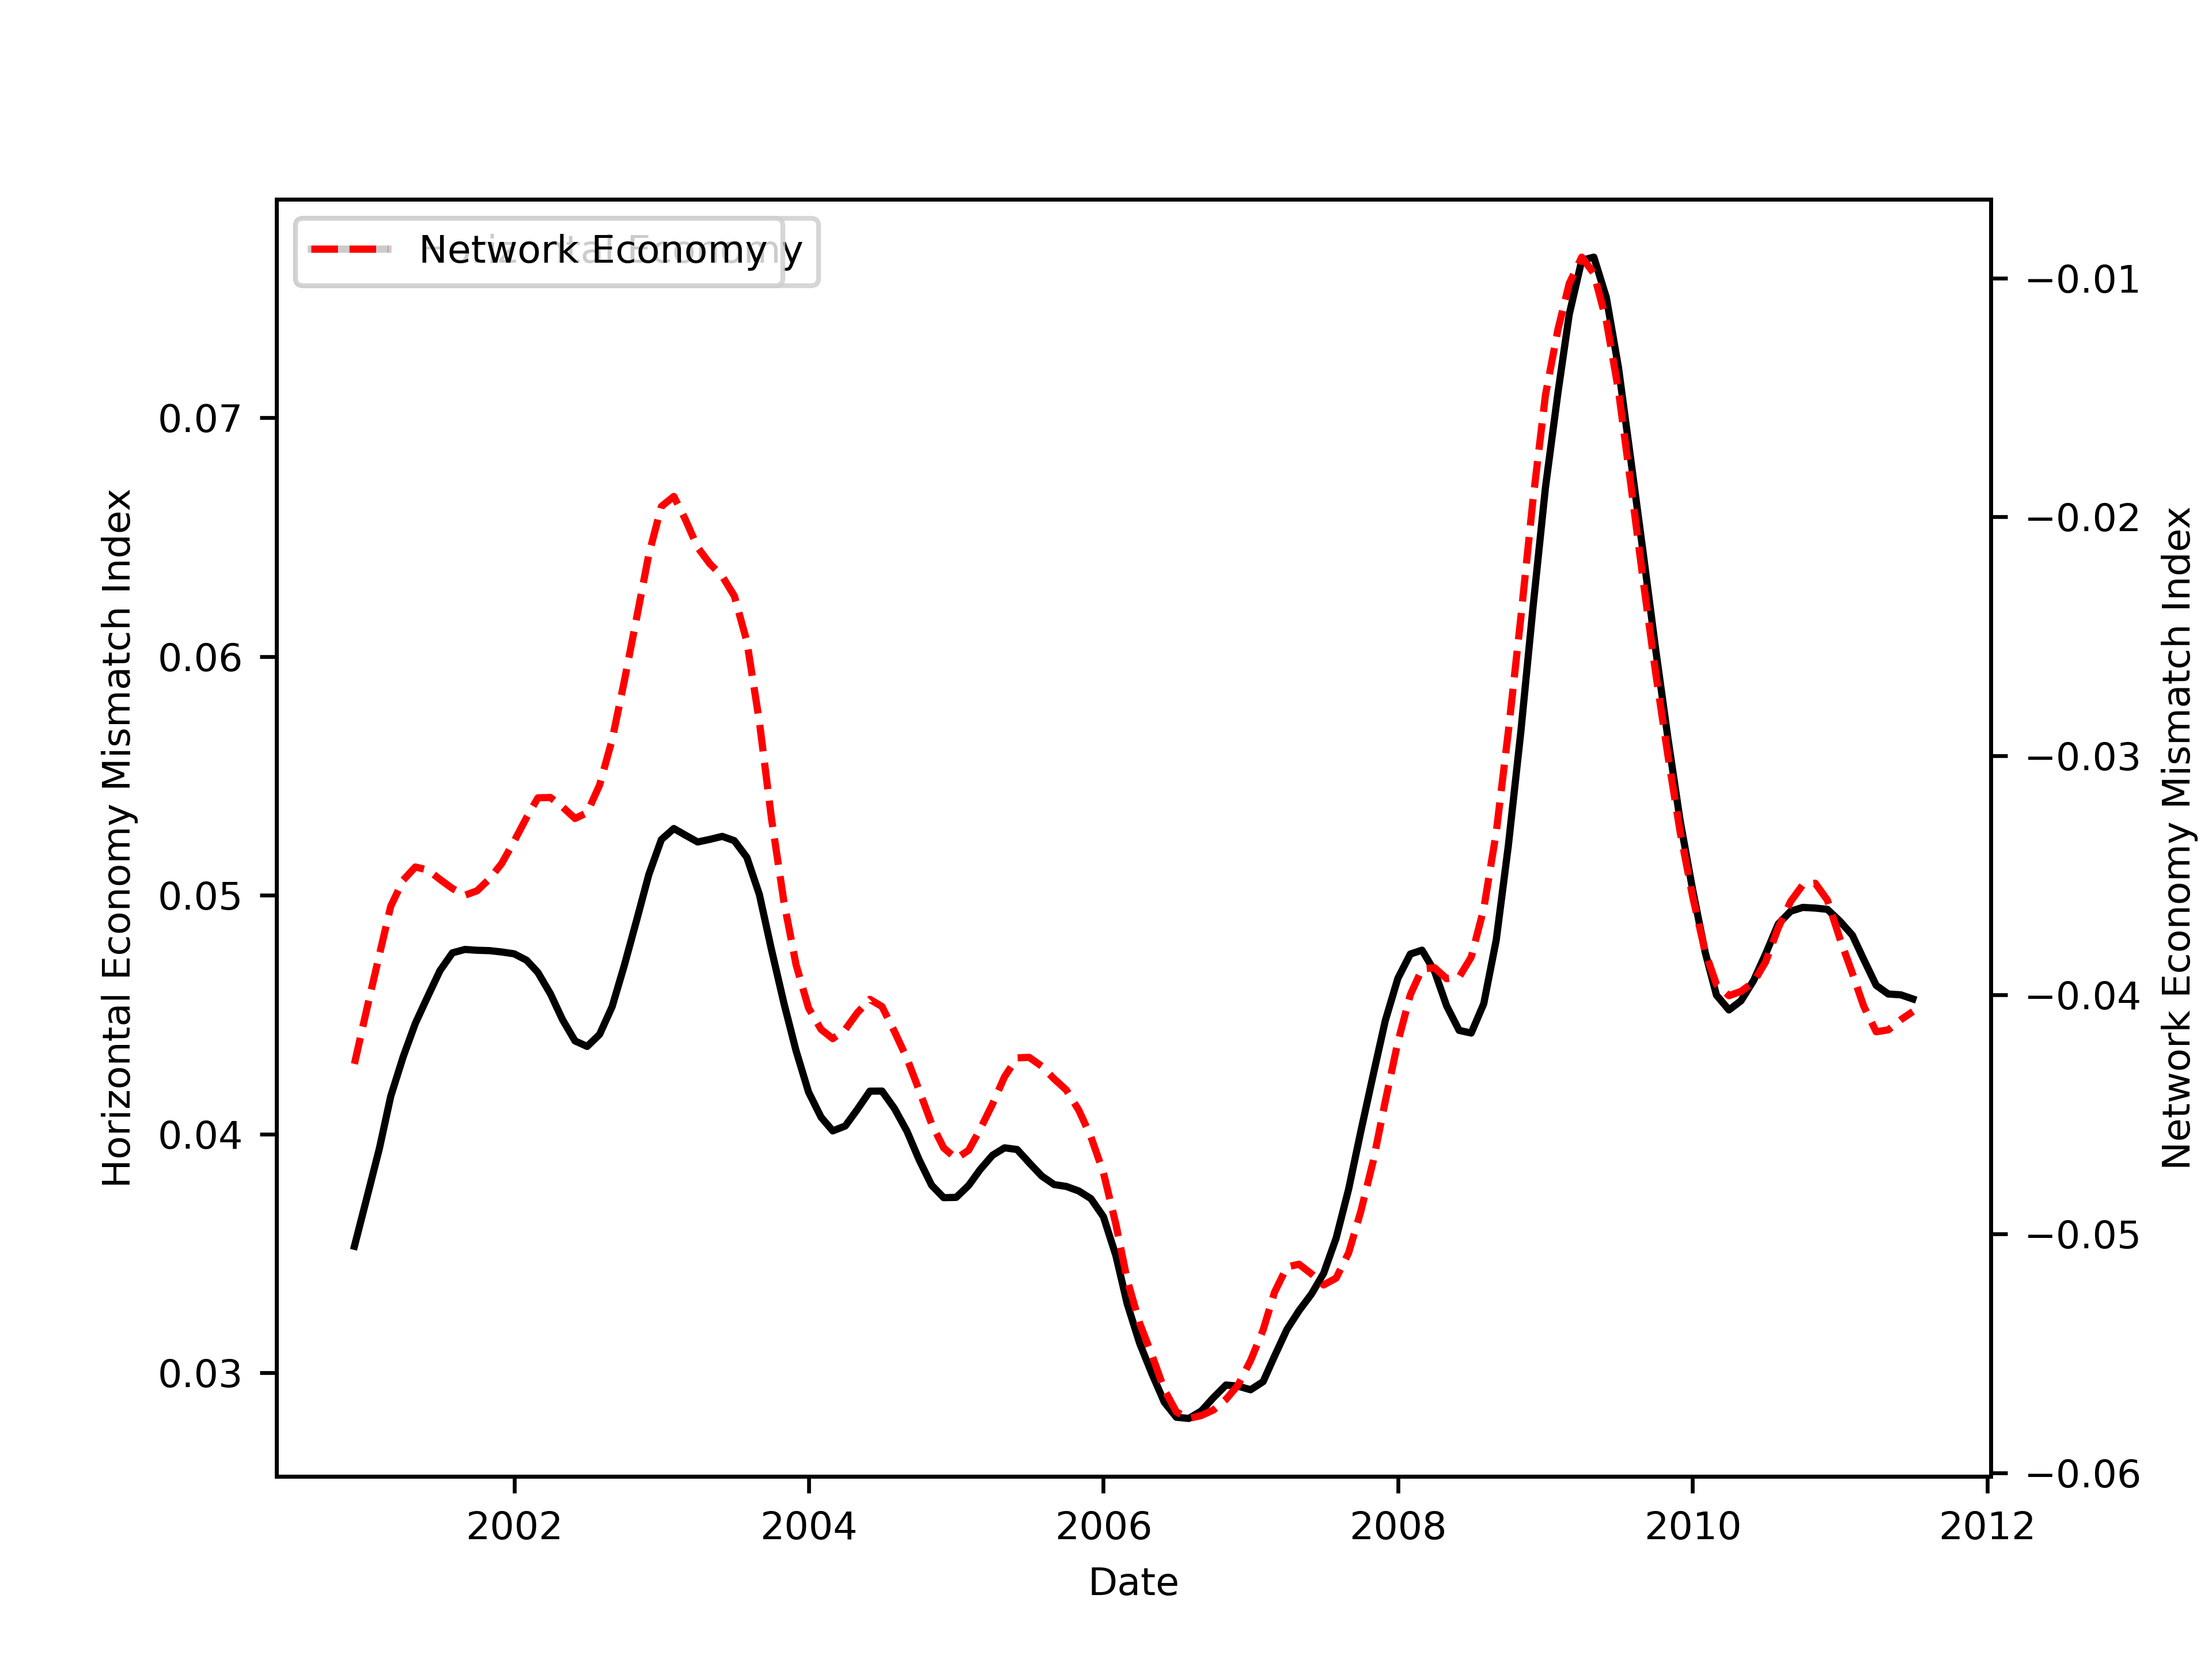 Network Economy
Horizontal Economy
Horizontal Economy Mismatch Index
0.07
0.06
0.05
0.04
0.03
Network Economy Mismatch Index
−0.01
−0.02
−0.03
−0.04
−0.05
−0.06
2002 2004 2006 2008 2010 2012
Date